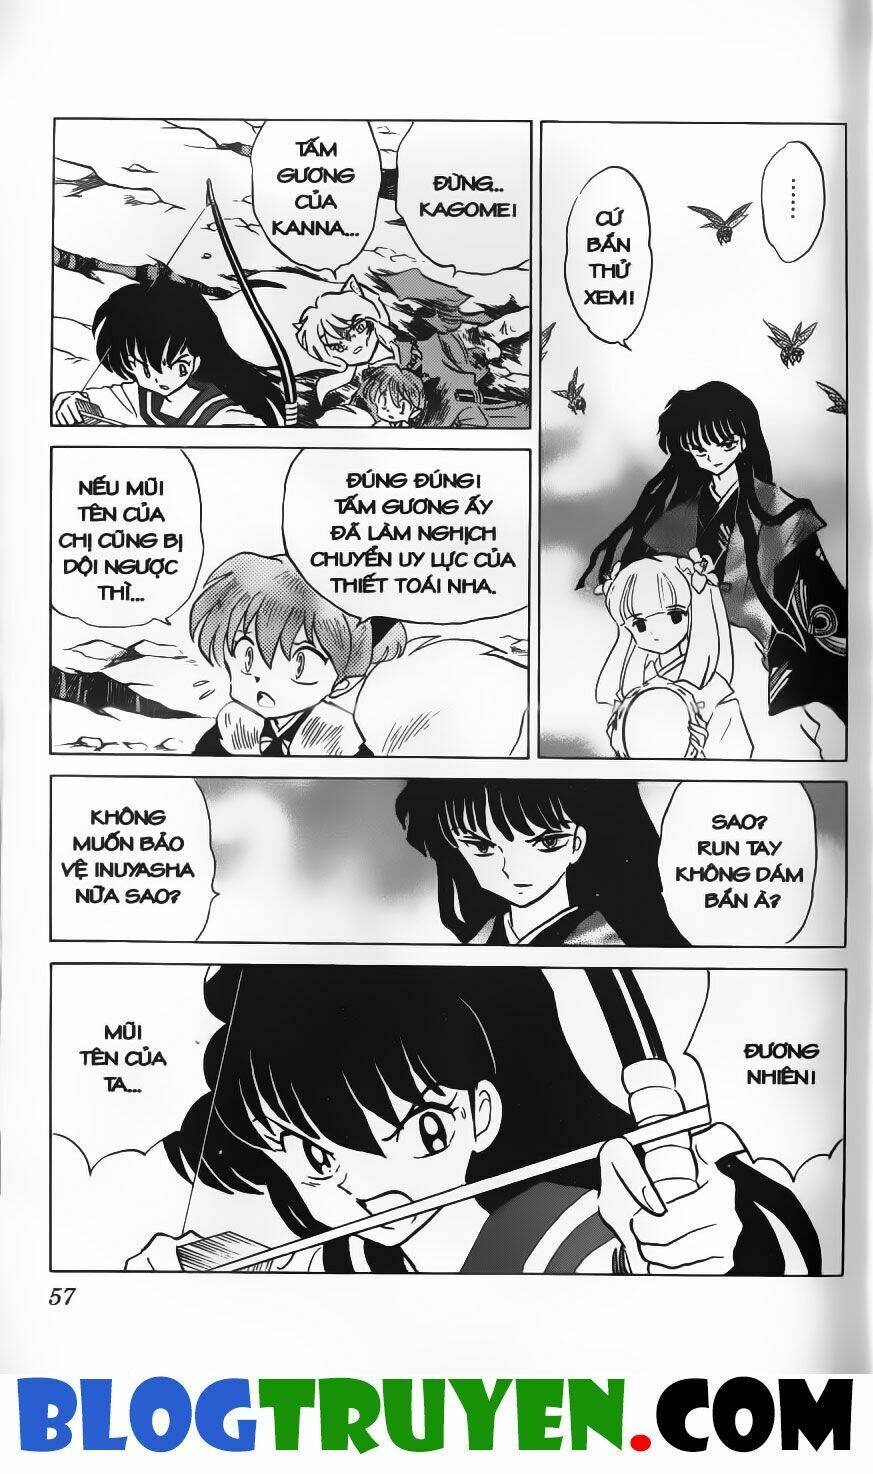 ......
CỨ
BẮN
THỬ
XEM!
ĐỪNG..
KAGOME!
TẤM
GƯƠNG
CỦA
KANNA...
ĐÚNG ĐÚNG!
TẤM GƯƠNG ẤY
ĐÃ LÀM NGHỊCH
CHUYỂN UY LỰC CỦA
THIẾT TOÁI NHA.
NẾU MŨI
TÊN CỦA
CHỊ CŨNG BỊ
DỘI NGƯỢC
THÌ...
SAO?
RUN TAY
KHÔNG DÁM
BẮN À?
KHÔNG
MUỐN BẢO
VỆ INUYASHA
NỮA SAO?
ĐƯƠNG
NHIÊN!
MŨI
TÊN CỦA
TA...
57
BLOGTRUYEN.COM